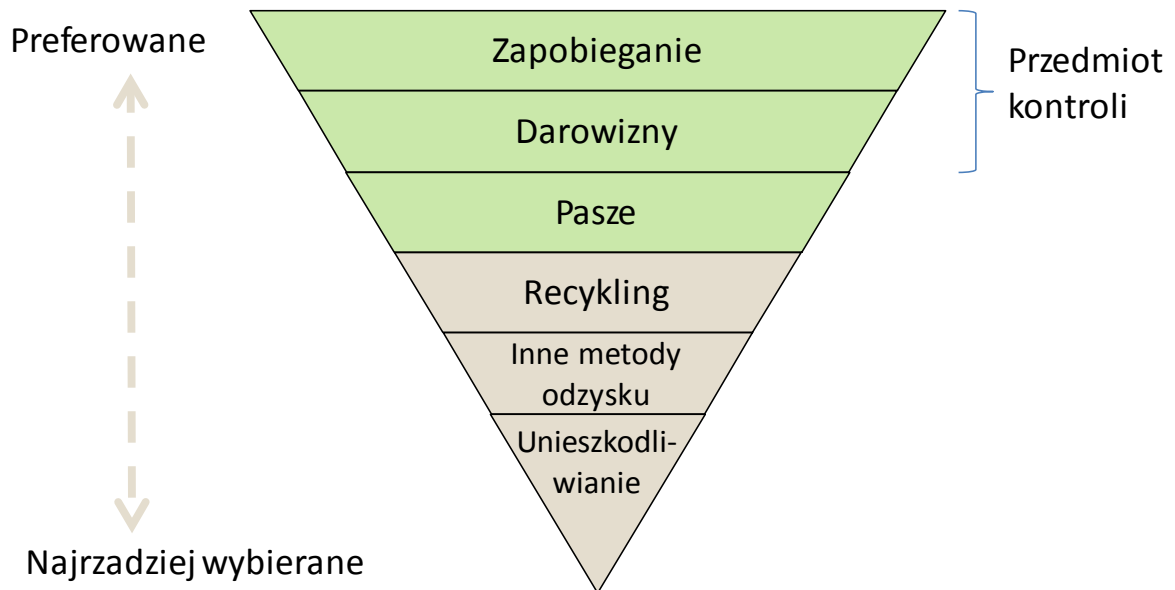 Preferowane
Zapobieganie
Przedmiot
kontroli
Darowizny
Pasze
Recykling
Inne metody
odzysku
Unieszkodli-
wianie
Najrzadziej wybierane